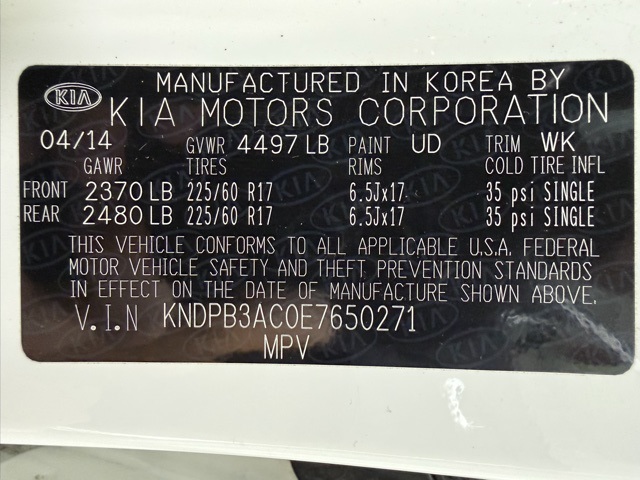 MANUFACTURED IN KOREA BY
KIA KIA MOTORS CORPORATION
04/14 GVWR 4497 LB PAINT UD TRIM WK
GAWR TIRES RIMS COLD TIRE INFL
FRONT 2370 LB 225/60 R17 6.5Jx17 35 psi SINGLE
REAR 2480 LB 225/60 R17 6.5Jx17 35 psi SINGLE
THIS VEHICLE CONFORMS TO ALL APPLICABLE U.S.A. FEDERAL
MOTOR VEHICLE SAFETY AND THEFT PREVENTION STANDARDS
IN EFFECT ON THE DATE OF MANUFACTURE SHOWN ABOVE.
V.I.N KNDPB3AC0E7650271
MPV